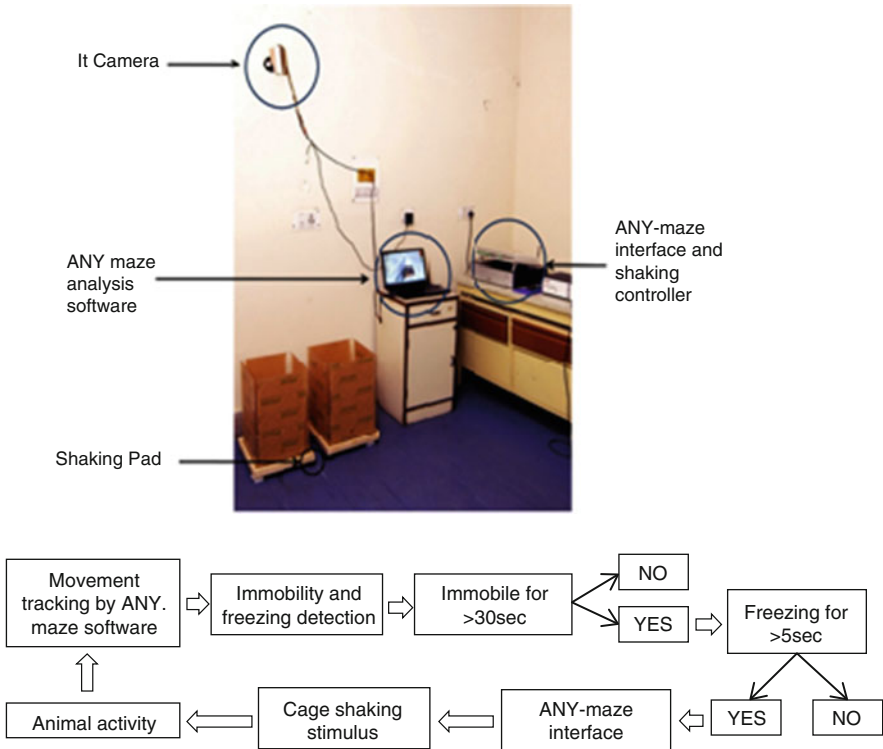 It Camera
ANY maze
analysis
software
ANY-maze
interface and
shaking
controller
Shaking Pad
Movement
tracking by ANY.
maze software
Immobility and
freezing detection
Immobile for
>30sec
NO
YES
Freezing for
>5sec
YES
NO
ANY-maze
interface
Cage shaking
stimulus
Animal activity